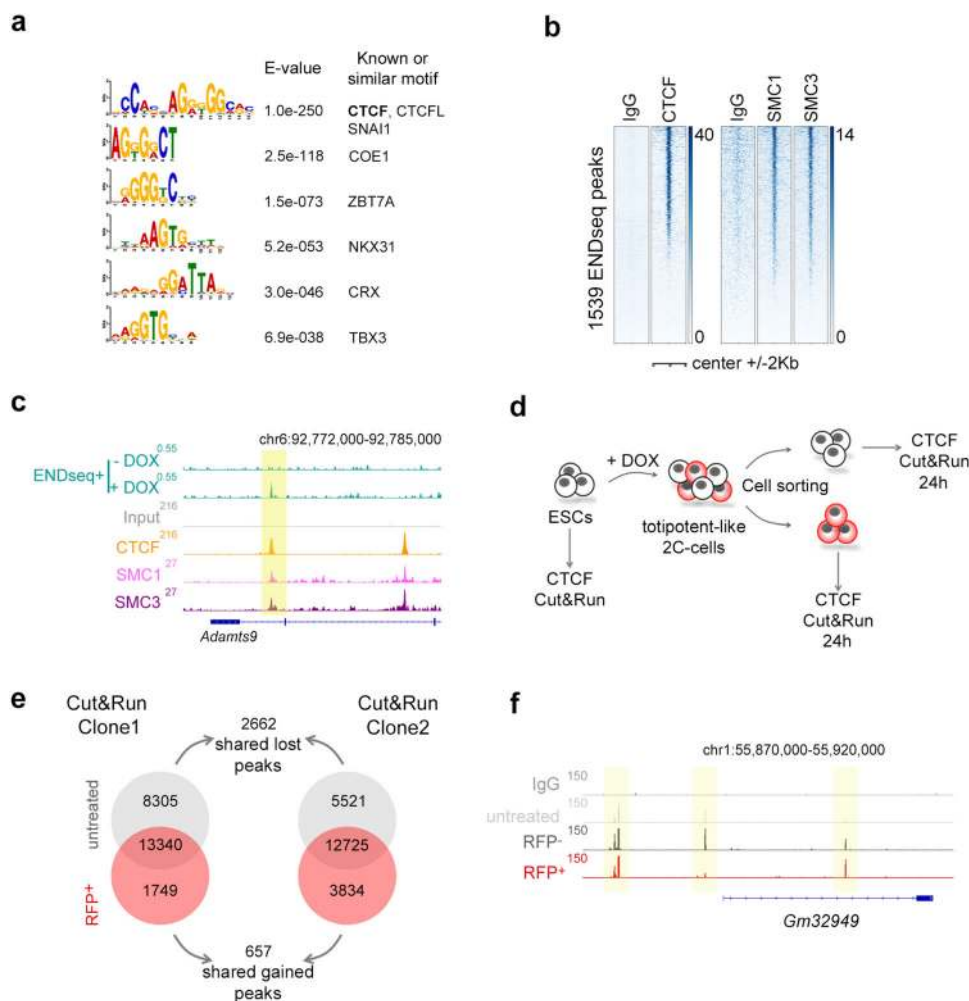 a
E-value
Known or
similar motif
1.0e-250
CTCF, CTCFL
SNAI1
2.5e-118
COE1
1.5e-073
ZBT7A
5.2e-053
NKX31
3.0e-046
CRX
6.9e-038
TBX3
b
IgG
CTCF
IgG
SMC1
SMC3
40
0
14
0
1539 ENDseq peaks
center +/-2Kb
c
chr6:92,772,000-92,785,000
ENDseq+
- DOX 0.55
+ DOX 0.55
Input 216
CTCF 216
SMC1 27
SMC3 27
Adamts9
d
+ DOX
ESCs
CTCF
Cut&Run
totipotent-like
2C-cells
Cell sorting
CTCF
Cut&Run
24h
CTCF
Cut&Run
24h
e
Cut&Run
Clone1
Cut&Run
Clone2
2662
shared lost
peaks
untreated
8305
5521
13340
12725
RFP+
1749
3834
657
shared gained
peaks
f
chr1:55,870,000-55,920,000
IgG 150
untreated 150
RFP- 150
RFP+ 150
Gm32949